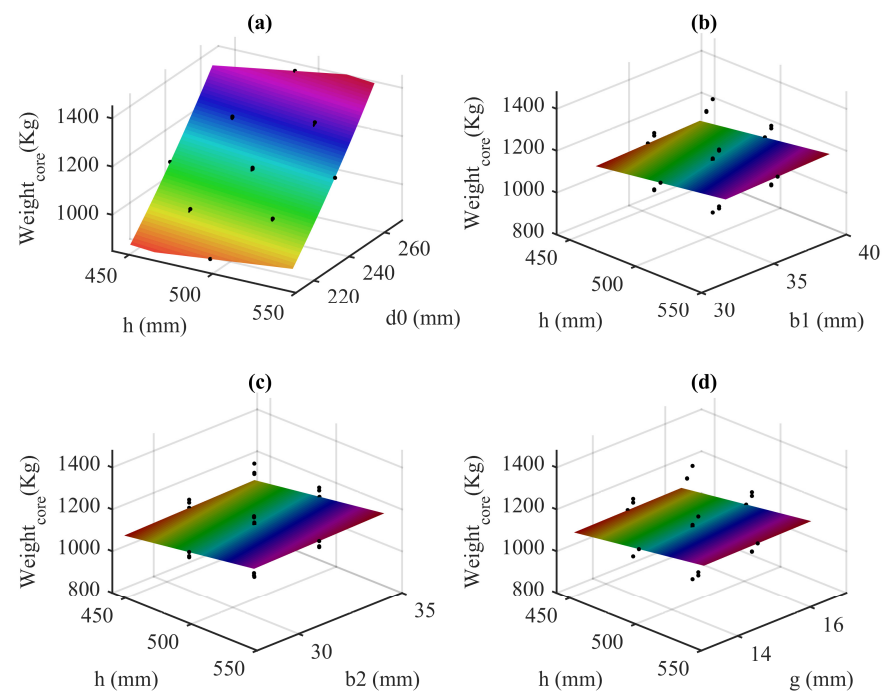 (a)
Weight_core(Kg)
1400
1200
1000
450
500
550
h (mm)
220
240
260
d0 (mm)
(b)
Weight_core(Kg)
1400
1200
1000
800
450
500
550
h (mm)
30
35
40
b1 (mm)
(c)
Weight_core(Kg)
1400
1200
1000
800
450
500
550
h (mm)
30
35
b2 (mm)
(d)
Weight_core(Kg)
1400
1200
1000
800
450
500
550
h (mm)
14
16
g (mm)